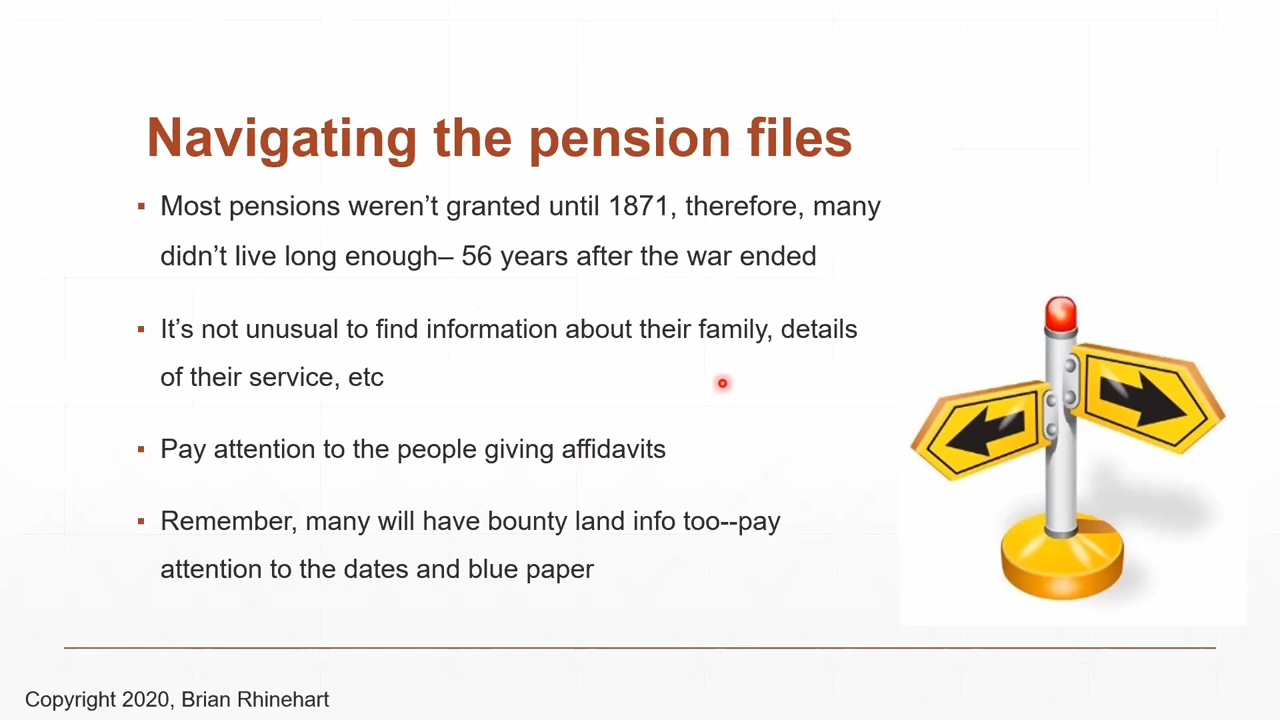 Navigating the pension files
▪ Most pensions weren’t granted until 1871, therefore, many
didn’t live long enough– 56 years after the war ended
▪ It’s not unusual to find information about their family, details
of their service, etc
▪ Pay attention to the people giving affidavits
▪ Remember, many will have bounty land info too--pay
attention to the dates and blue paper
Copyright 2020, Brian Rhinehart